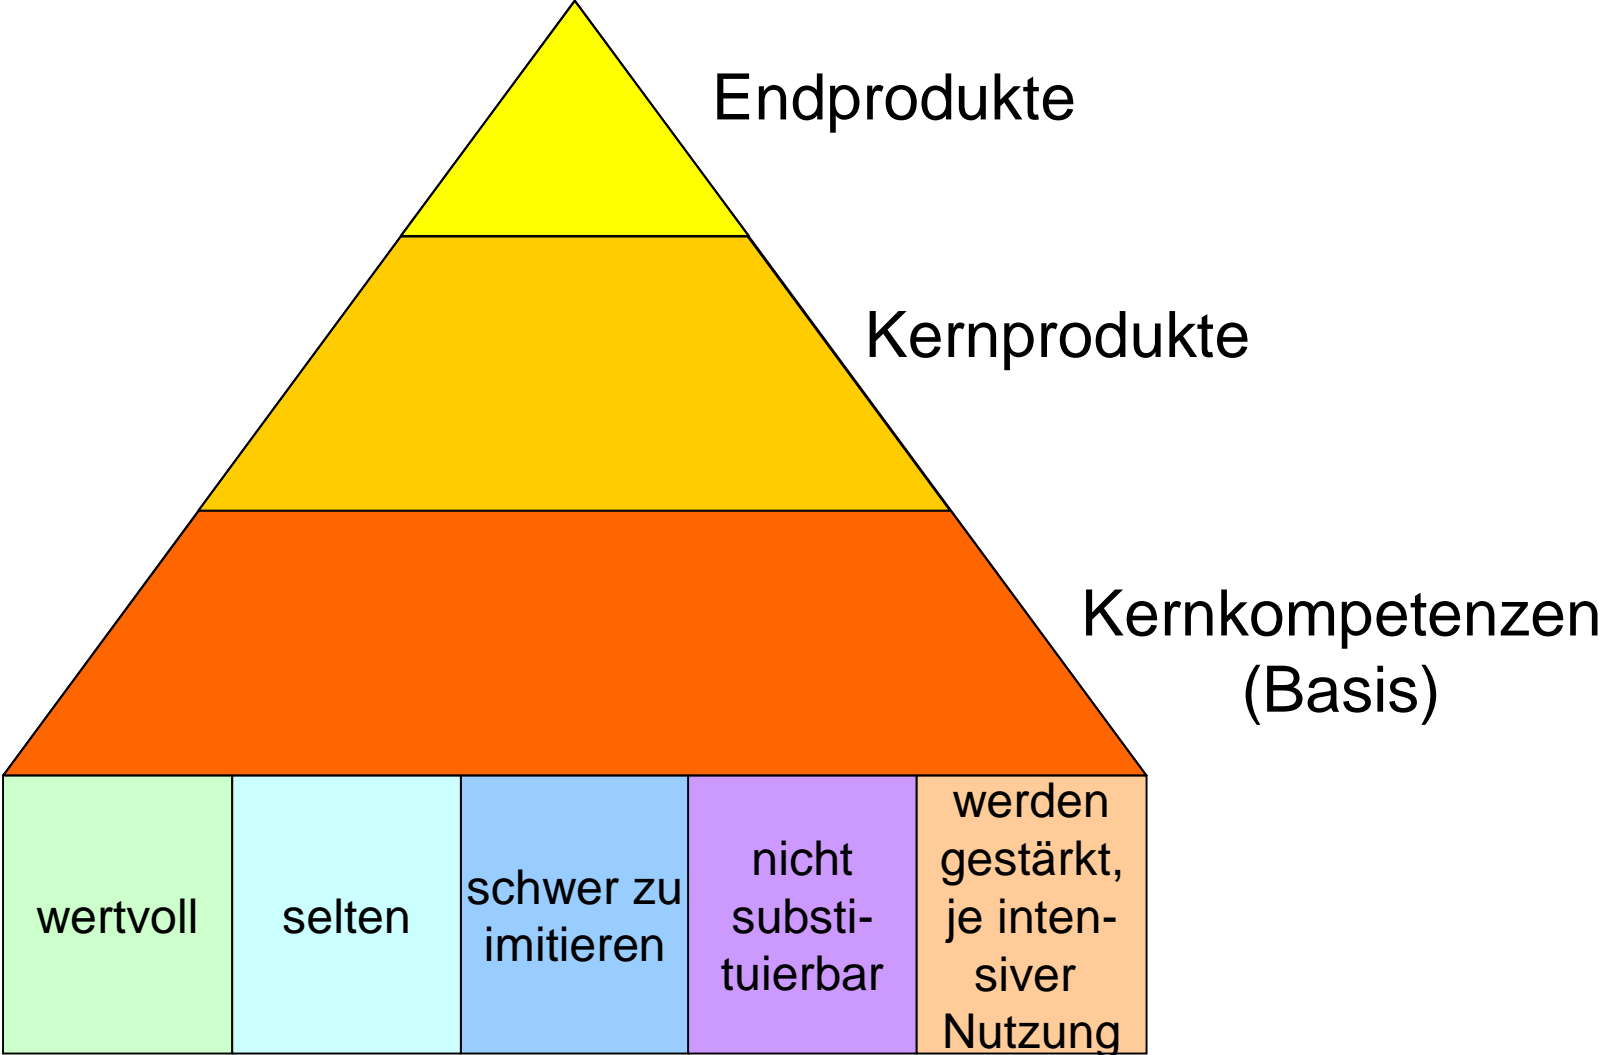 Endprodukte
Kernprodukte
Kernkompetenzen
(Basis)
wertvoll
selten
schwer zu
imitieren
nicht
substi-
tuierbar
werden
gestärkt,
je inten-
siver
Nutzung